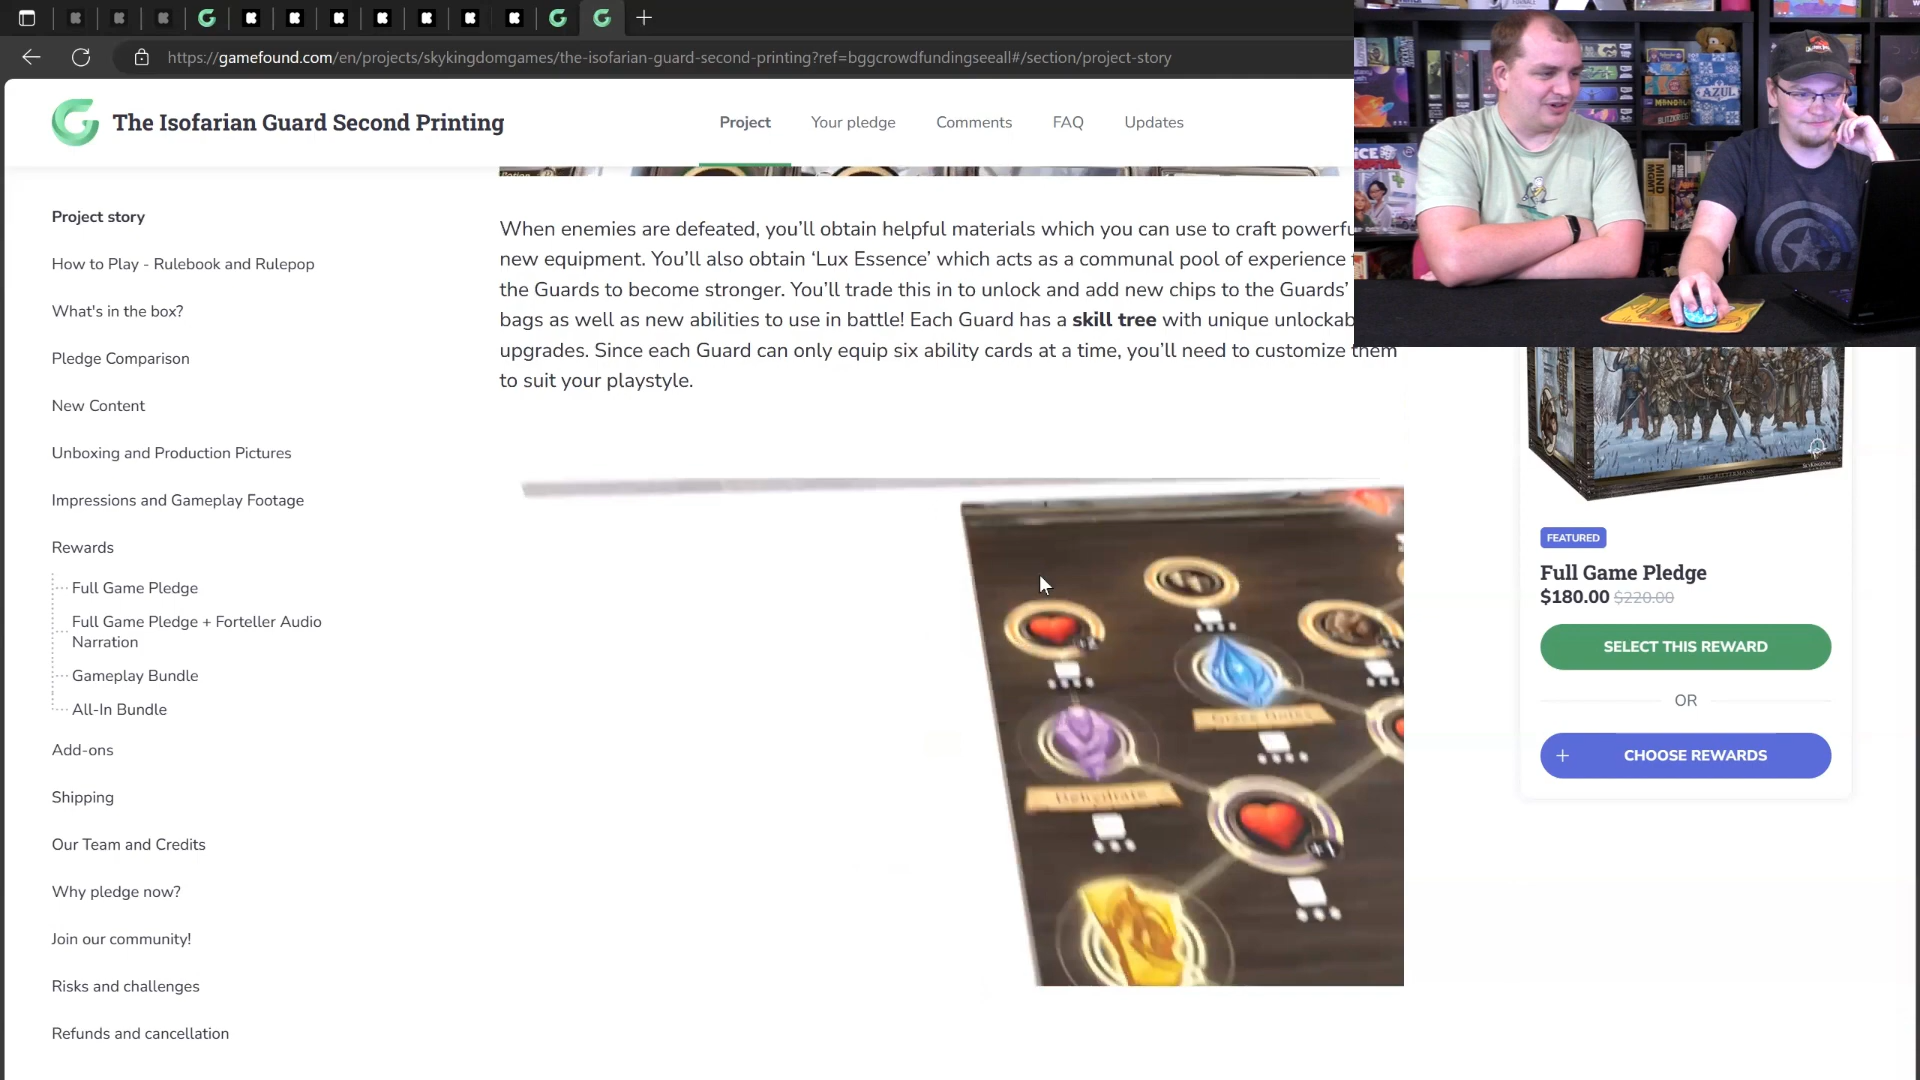 https://gamefound.com/en/projects/skykingdomgames/the-isofarian-guard-second-printing?ref=bggcrowdfundingseeall#/section/project-story
The Isofarian Guard Second Printing
Project
Your pledge
Comments
FAQ
Updates
Project story
How to Play - Rulebook and Rulepop
What's in the box?
Pledge Comparison
New Content
Unboxing and Production Pictures
Impressions and Gameplay Footage
Rewards
Full Game Pledge
Full Game Pledge + Forteller Audio
Narration
Gameplay Bundle
All-In Bundle
Add-ons
Shipping
Our Team and Credits
Why pledge now?
Join our community!
Risks and challenges
Refunds and cancellation
When enemies are defeated, you’ll obtain helpful materials which you can use to craft powerfu
new equipment. You’ll also obtain ‘Lux Essence’ which acts as a communal pool of experience
the Guards to become stronger. You’ll trade this in to unlock and add new chips to the Guards’
bags as well as new abilities to use in battle! Each Guard has a skill tree with unique unlockab
upgrades. Since each Guard can only equip six ability cards at a time, you’ll need to customize them
to suit your playstyle.
Dehydrate
FEATURED
Full Game Pledge
$180.00 $220.00
SELECT THIS REWARD
OR
+ CHOOSE REWARDS
AZUL
MIND
MGMT